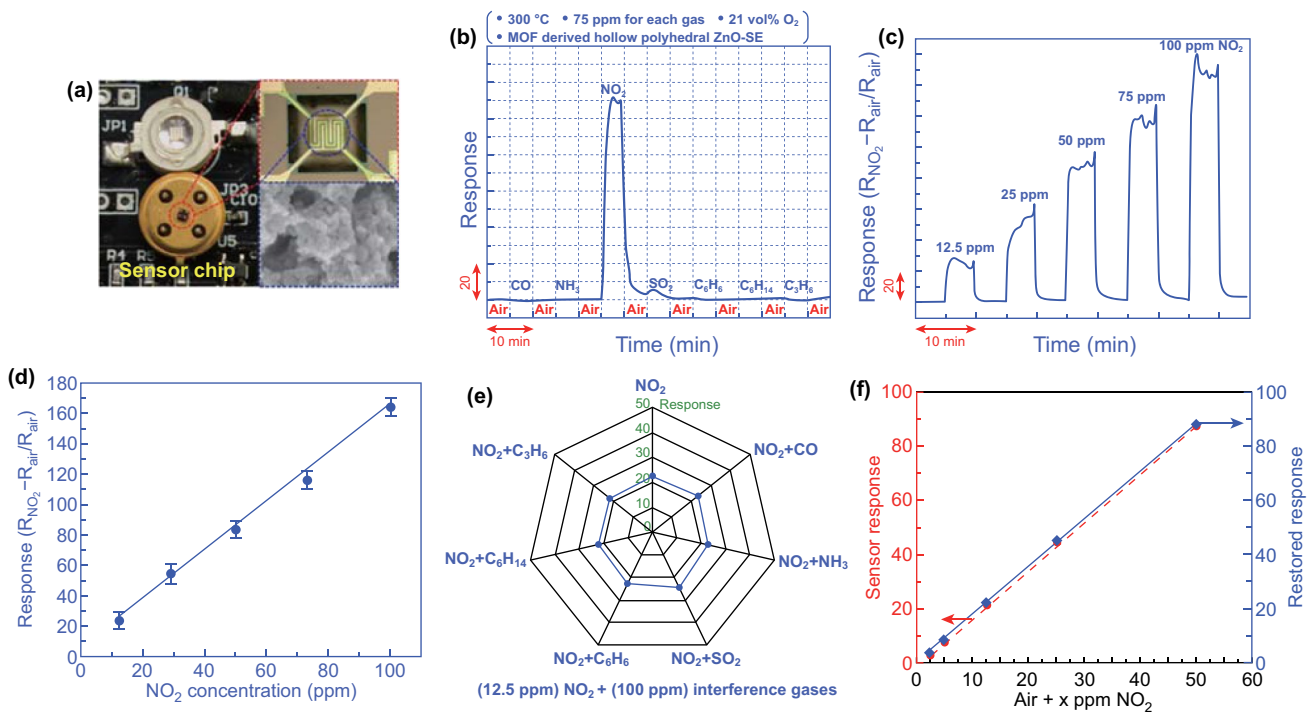 (a)
Q1
JP1
JP3
C10
U5
R4
Sensor chip
(b)
• 300 °C • 75 ppm for each gas • 21 vol% O₂
• MOF derived hollow polyhedral ZnO-SE
Response
20
NO₂
CO
NH₃
SO₂
C₆H₆
C₆H₁₄
C₃H₆
Air Air Air Air Air Air Air Air
10 min
Time (min)
(c)
Response (R_NO₂−R_air/R_air)
20
12.5 ppm
25 ppm
50 ppm
75 ppm
100 ppm NO₂
10 min
Time (min)
(d)
Response (R_NO₂−R_air/R_air)
180
160
140
120
100
80
60
40
20
0
0 20 40 60 80 100
NO₂ concentration (ppm)
(e)
NO₂
50 Response
40
30
20
10
0
NO₂+CO
NO₂+NH₃
NO₂+SO₂
NO₂+C₆H₆
NO₂+C₆H₁₄
NO₂+C₃H₆
(12.5 ppm) NO₂ + (100 ppm) interference gases
(f)
Sensor response
100
80
60
40
20
0
0 10 20 30 40 50 60
Air + x ppm NO₂
100
80
60
40
20
0
Restored response